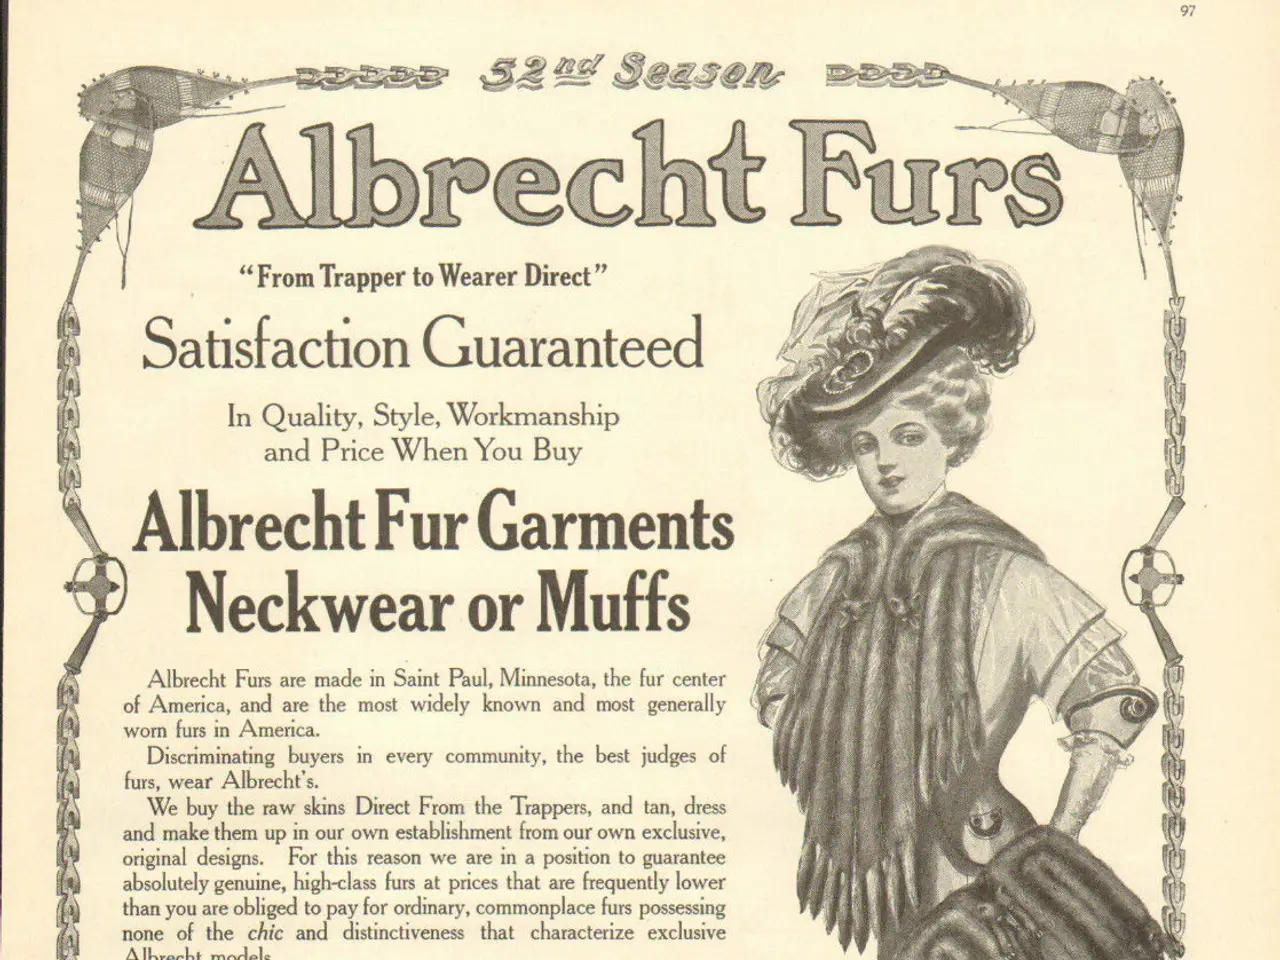 97
52nd Season
Albrecht Furs
"From Trapper to Wearer Direct"
Satisfaction Guaranteed
In Quality, Style, Workmanship
and Price When You Buy
Albrecht Fur Garments
Neckwear or Muffs
Albrecht Furs are made in Saint Paul, Minnesota, the fur center
of America, and are the most widely known and most generally
worn furs in America.
Discriminating buyers in every community, the best judges of
furs, wear Albrecht's.
We buy the raw skins Direct From the Trappers, and tan, dress
and make them up in our own establishment from our own exclusive,
original designs. For this reason we are in a position to guarantee
absolutely genuine, high-class furs at prices that are frequently lower
than you are obliged to pay for ordinary, commonplace furs possessing
none of the chic and distinctiveness that characterize exclusive
Albrecht models.